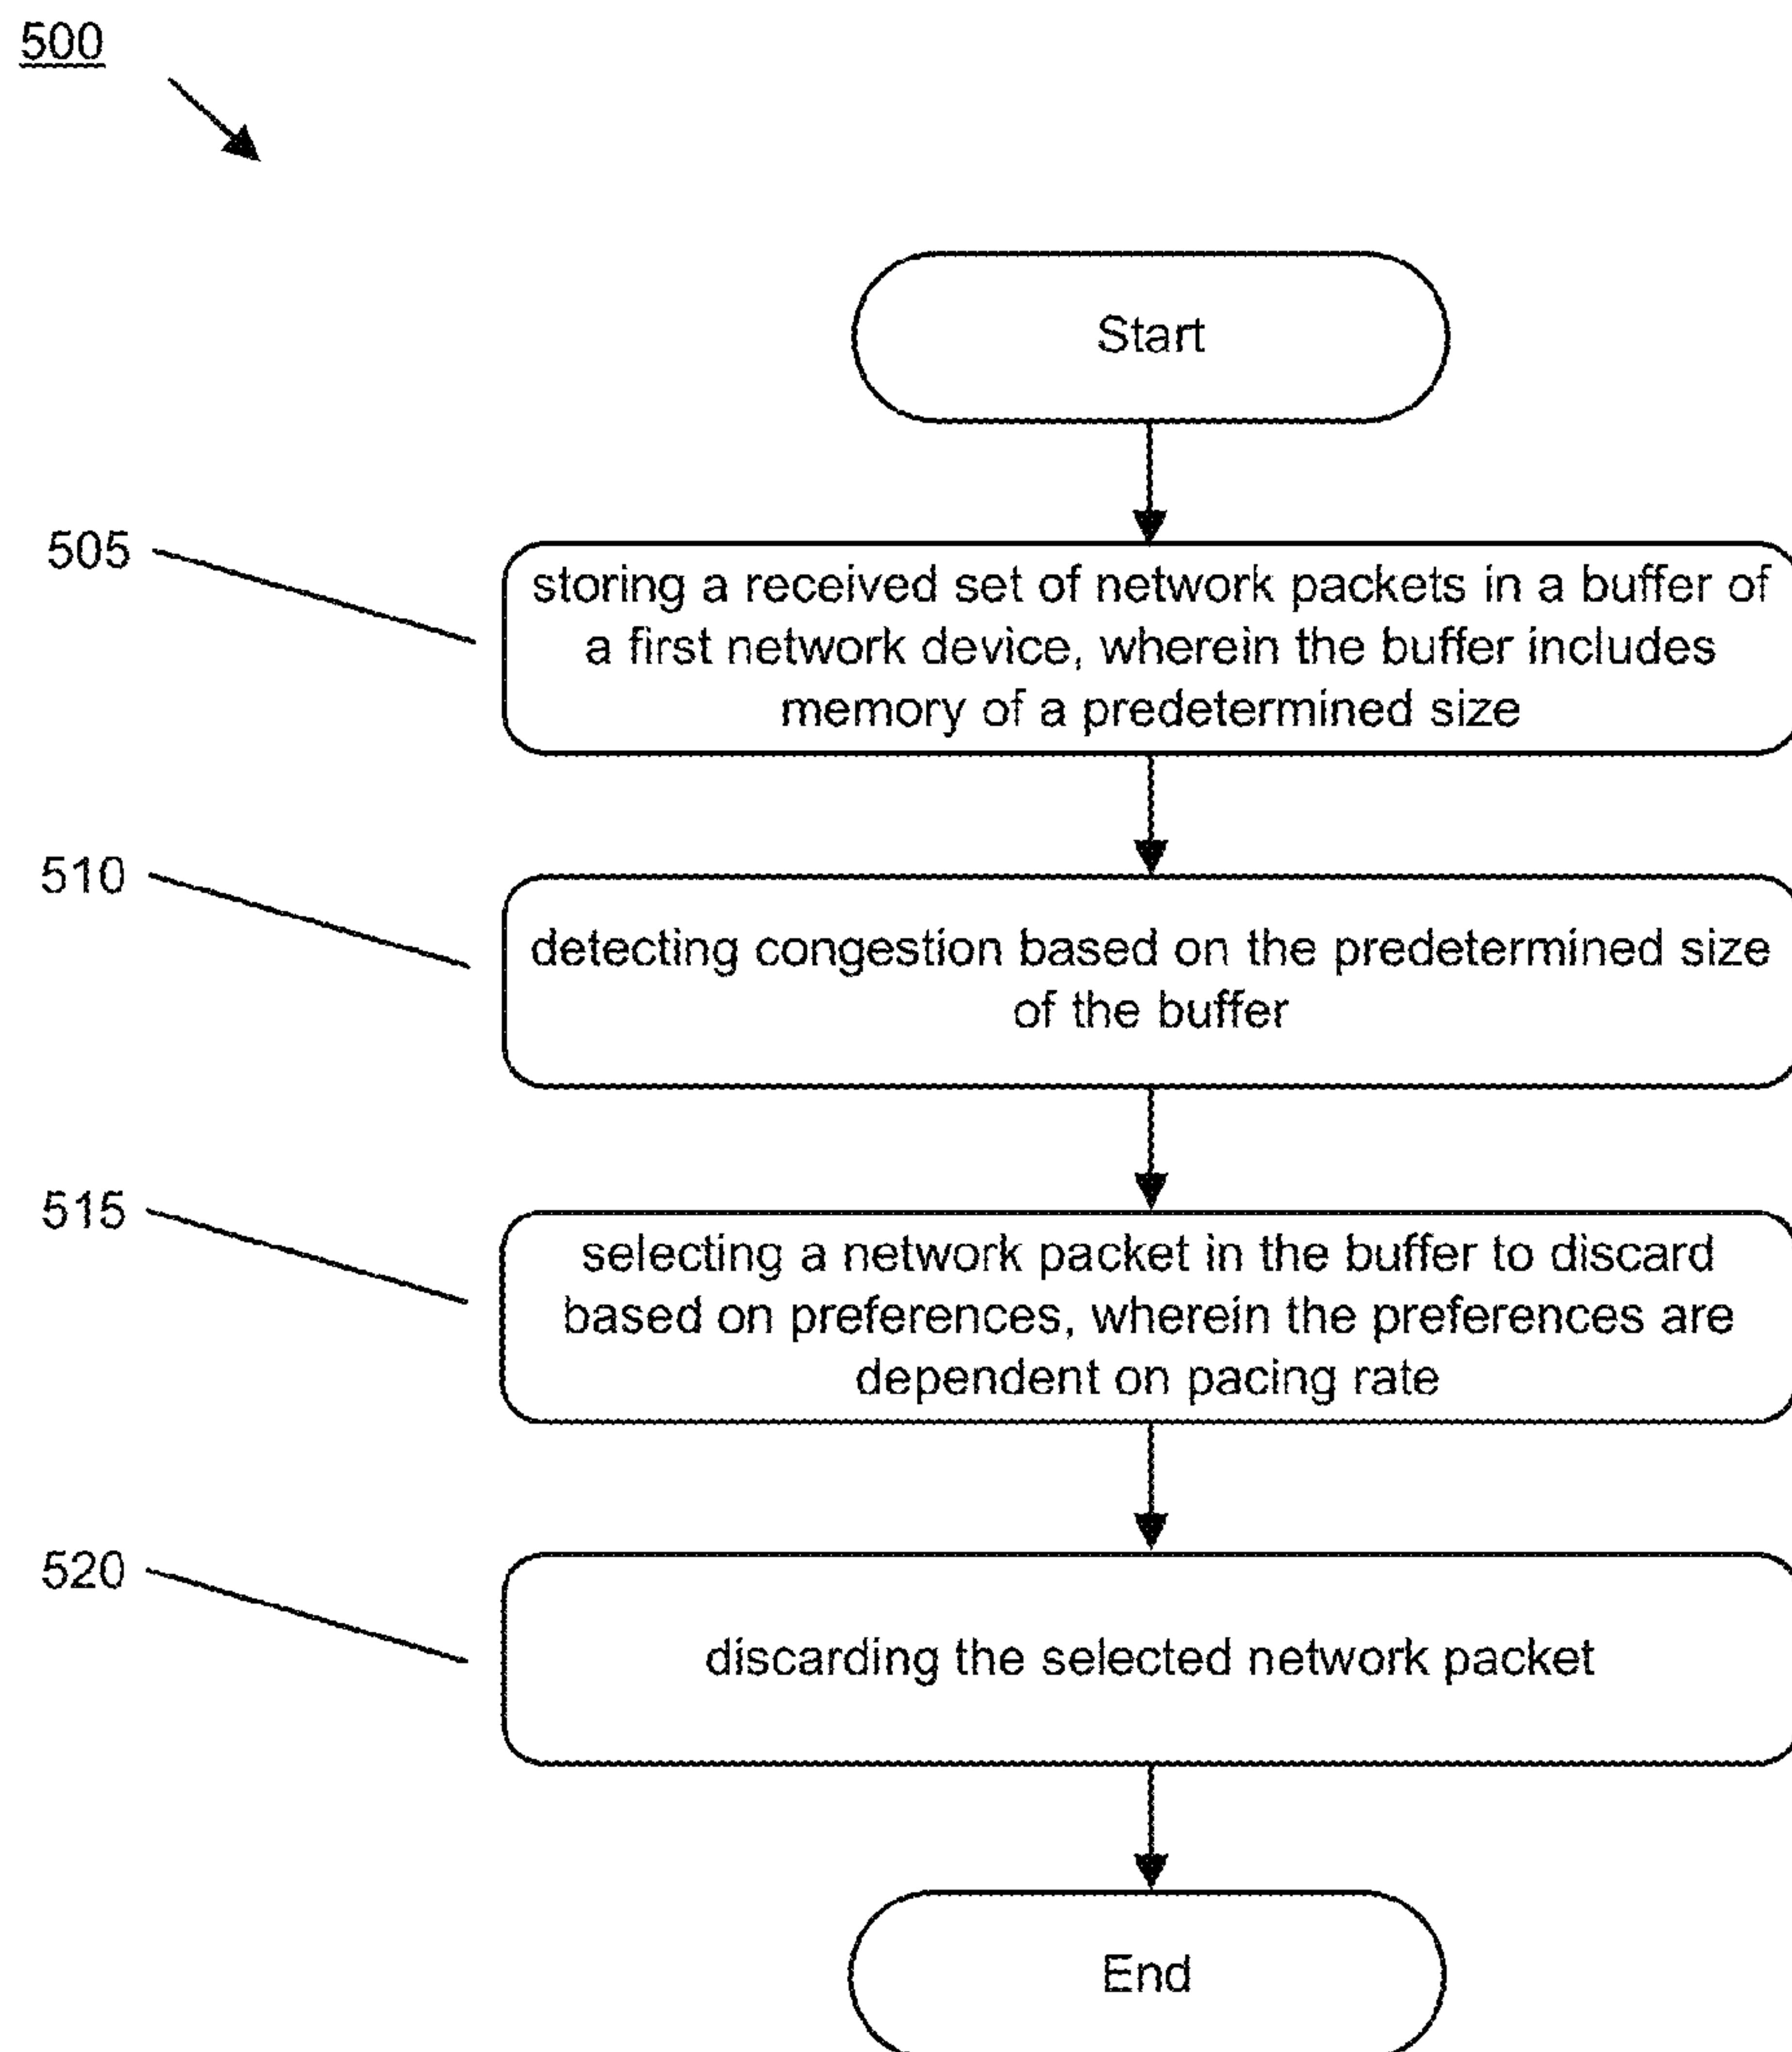 500
Start
505
storing a received set of network packets in a buffer of
a first network device, wherein the buffer includes
memory of a predetermined size
510
detecting congestion based on the predetermined size
of the buffer
515
selecting a network packet in the buffer to discard
based on preferences, wherein the preferences are
dependent on pacing rate
520
discarding the selected network packet
End